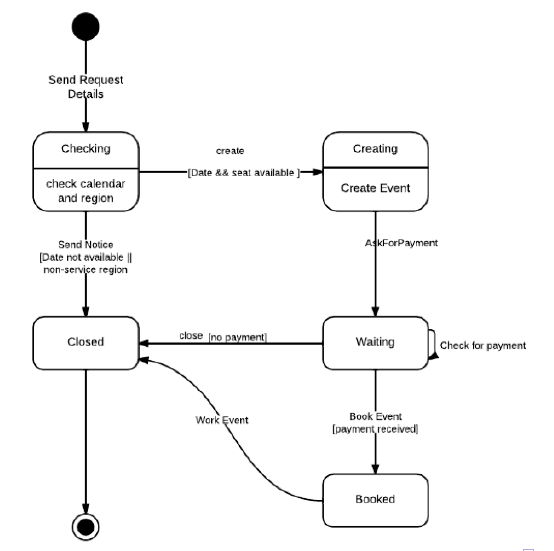 Send Request
Details
Checking
check calendar
and region
create
[Date && seat available ]
Creating
Create Event
Send Notice
[Date not available ||
non-service region
AskForPayment
Closed
close [no payment]
Waiting
Check for payment
Work Event
Book Event
[payment received]
Booked